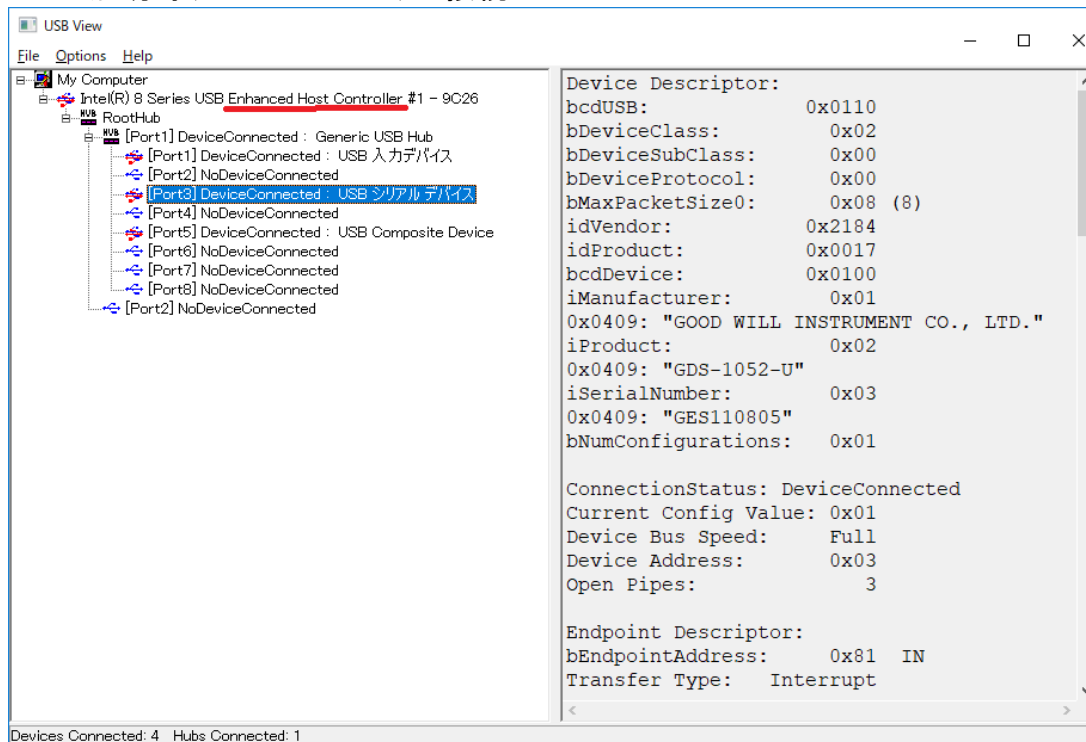 USB View
File Options Help
My Computer
Intel(R) 8 Series USB Enhanced Host Controller #1 - 9C26
RootHub
[Port1] DeviceConnected : Generic USB Hub
[Port1] DeviceConnected : USB 入力デバイス
[Port2] NoDeviceConnected
[Port3] DeviceConnected : USB シリアル デバイス
[Port4] NoDeviceConnected
[Port5] DeviceConnected : USB Composite Device
[Port6] NoDeviceConnected
[Port7] NoDeviceConnected
[Port8] NoDeviceConnected
[Port2] NoDeviceConnected
Device Descriptor:
bcdUSB: 0x0110
bDeviceClass: 0x02
bDeviceSubClass: 0x00
bDeviceProtocol: 0x00
bMaxPacketSize0: 0x08 (8)
idVendor: 0x2184
idProduct: 0x0017
bcdDevice: 0x0100
iManufacturer: 0x01
0x0409: "GOOD WILL INSTRUMENT CO., LTD."
iProduct: 0x02
0x0409: "GDS-1052-U"
iSerialNumber: 0x03
0x0409: "GES110805"
bNumConfigurations: 0x01
ConnectionStatus: DeviceConnected
Current Config Value: 0x01
Device Bus Speed: Full
Device Address: 0x03
Open Pipes: 3
Endpoint Descriptor:
bEndpointAddress: 0x81 IN
Transfer Type: Interrupt
Devices Connected: 4 Hubs Connected: 1